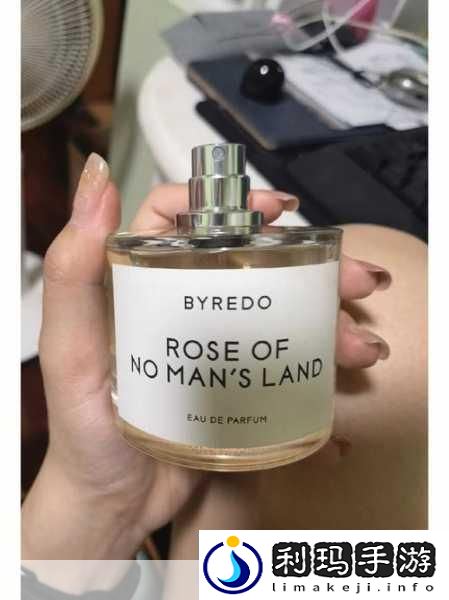 BYREDO
ROSE OF
NO MAN'S LAND
EAU DE PARFUM
利玛手游
limakeji.info